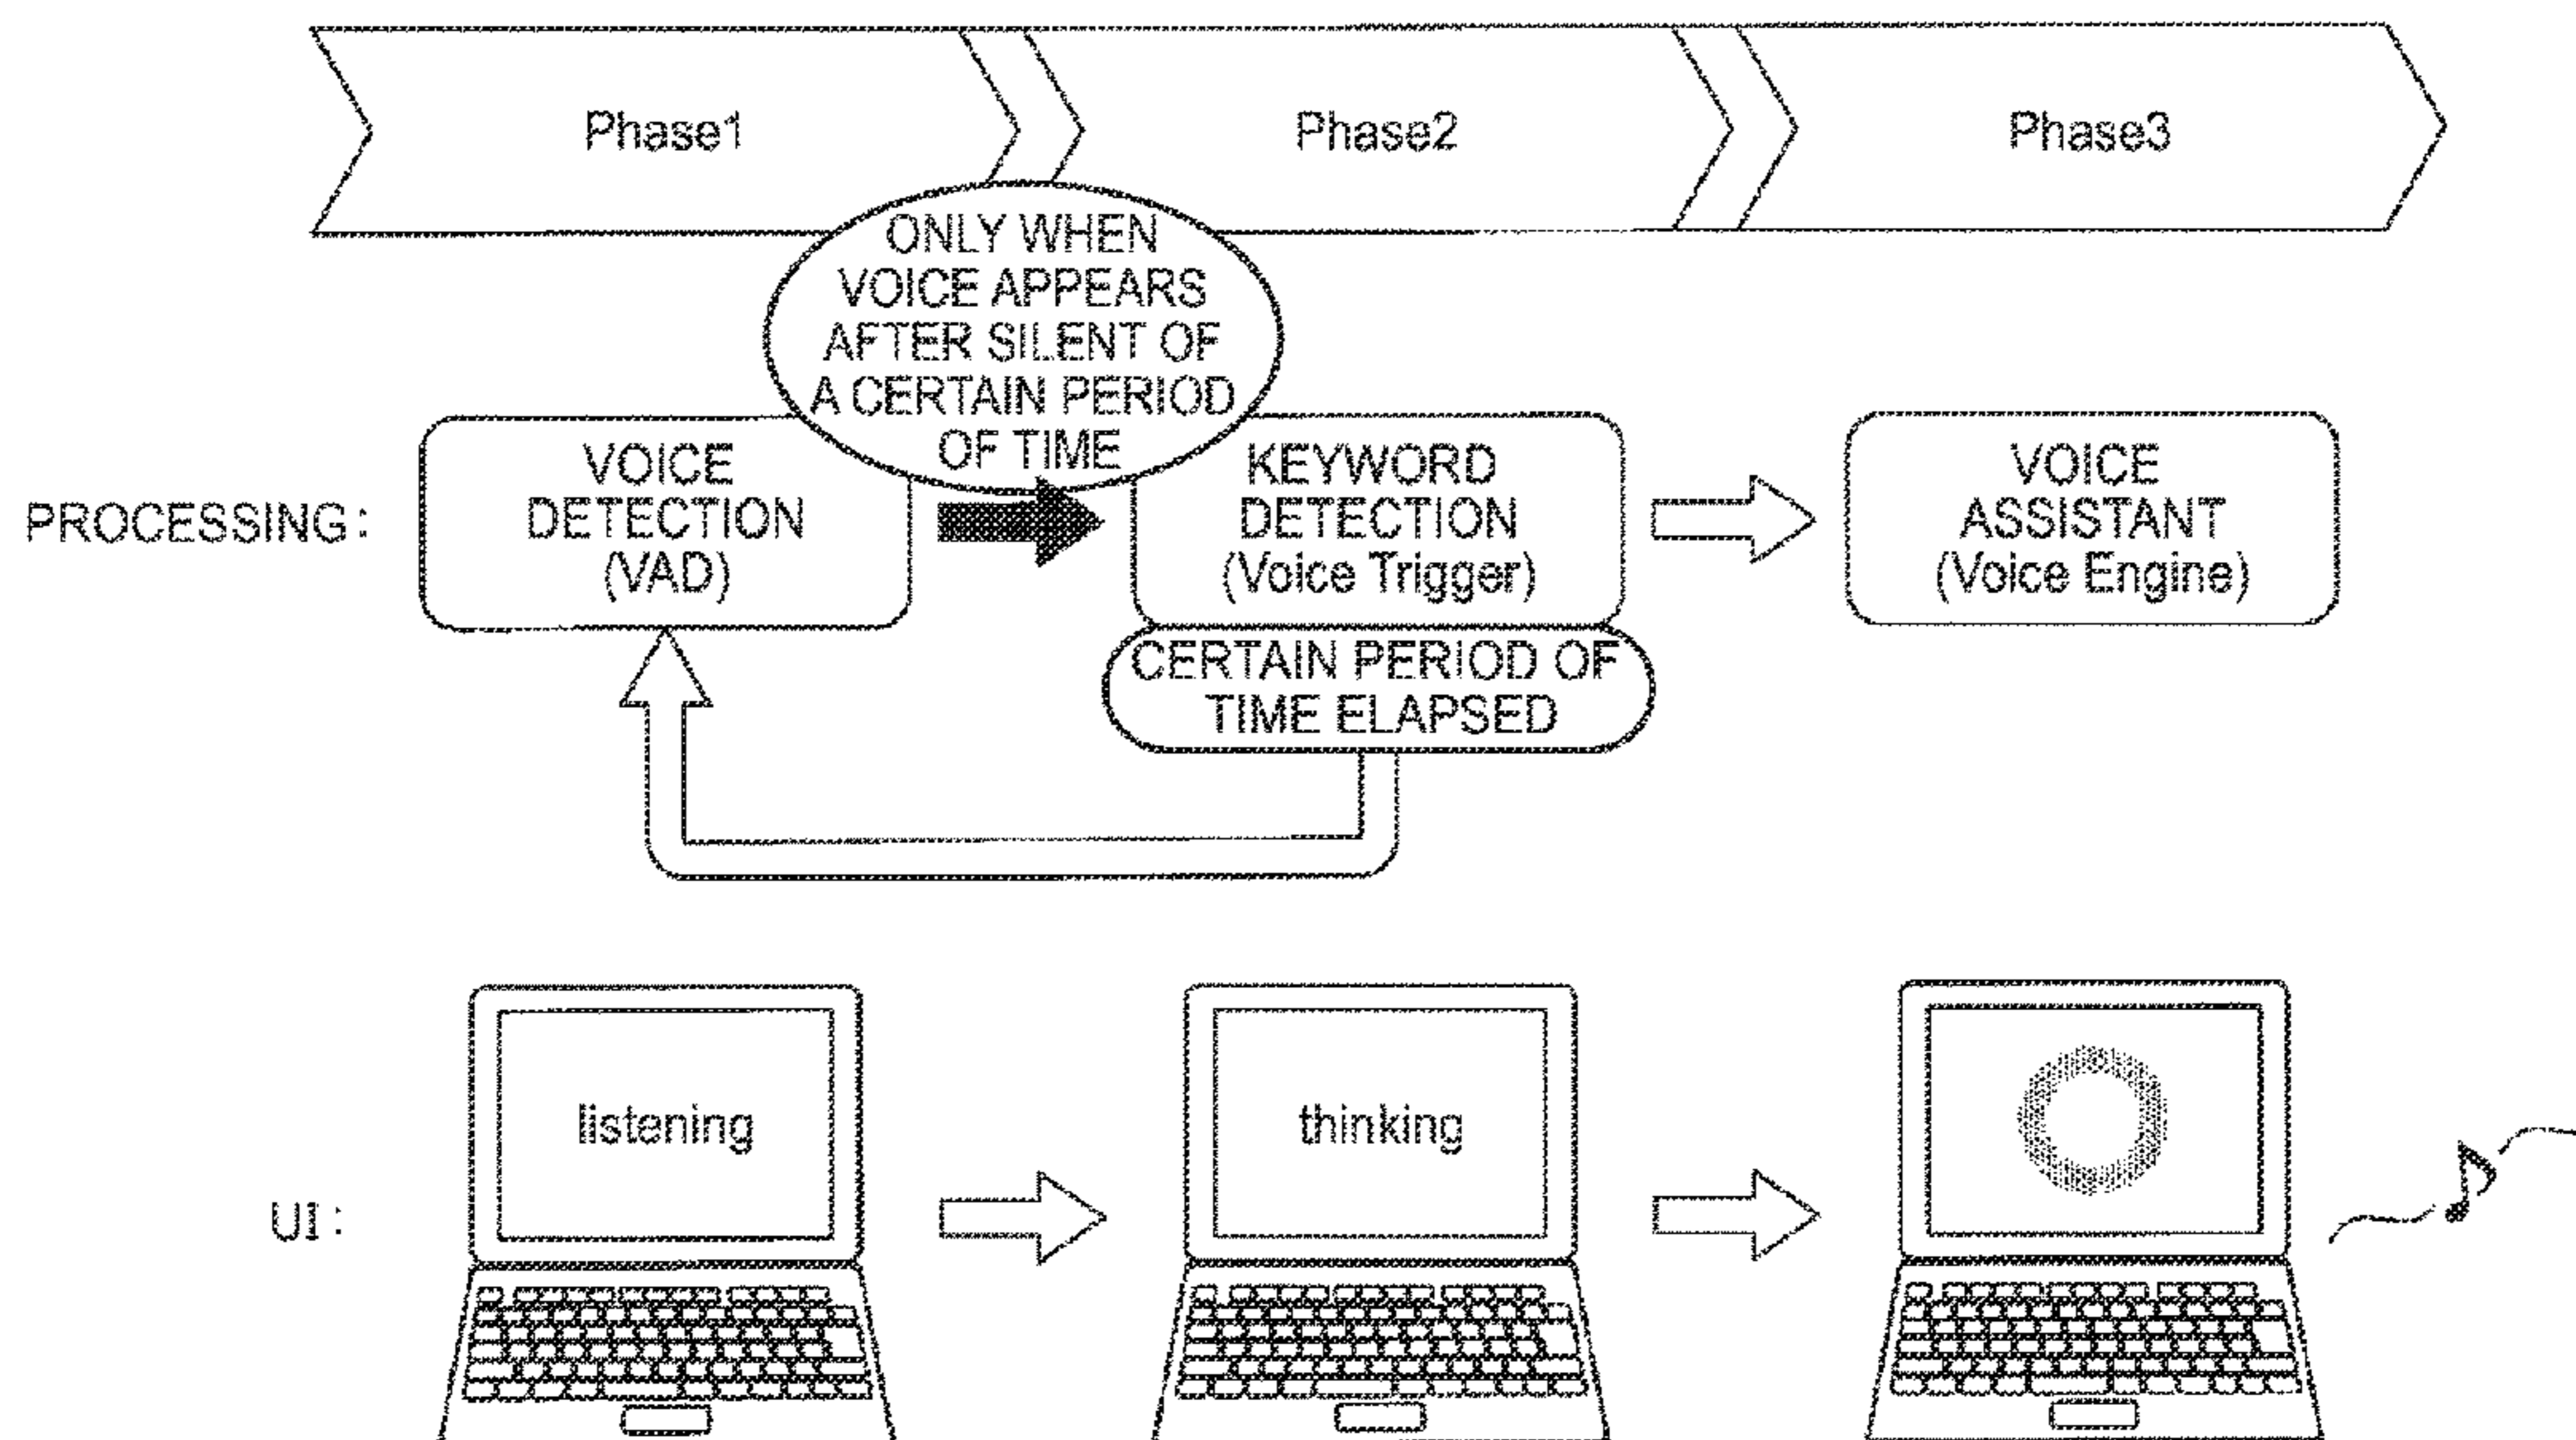 Phase1
Phase2
Phase3
ONLY WHEN
VOICE APPEARS
AFTER SILENT OF
A CERTAIN PERIOD
OF TIME
PROCESSING:
VOICE
DETECTION
(VAD)
KEYWORD
DETECTION
(Voice Trigger)
VOICE
ASSISTANT
(Voice Engine)
CERTAIN PERIOD OF
TIME ELAPSED
UI:
listening
thinking